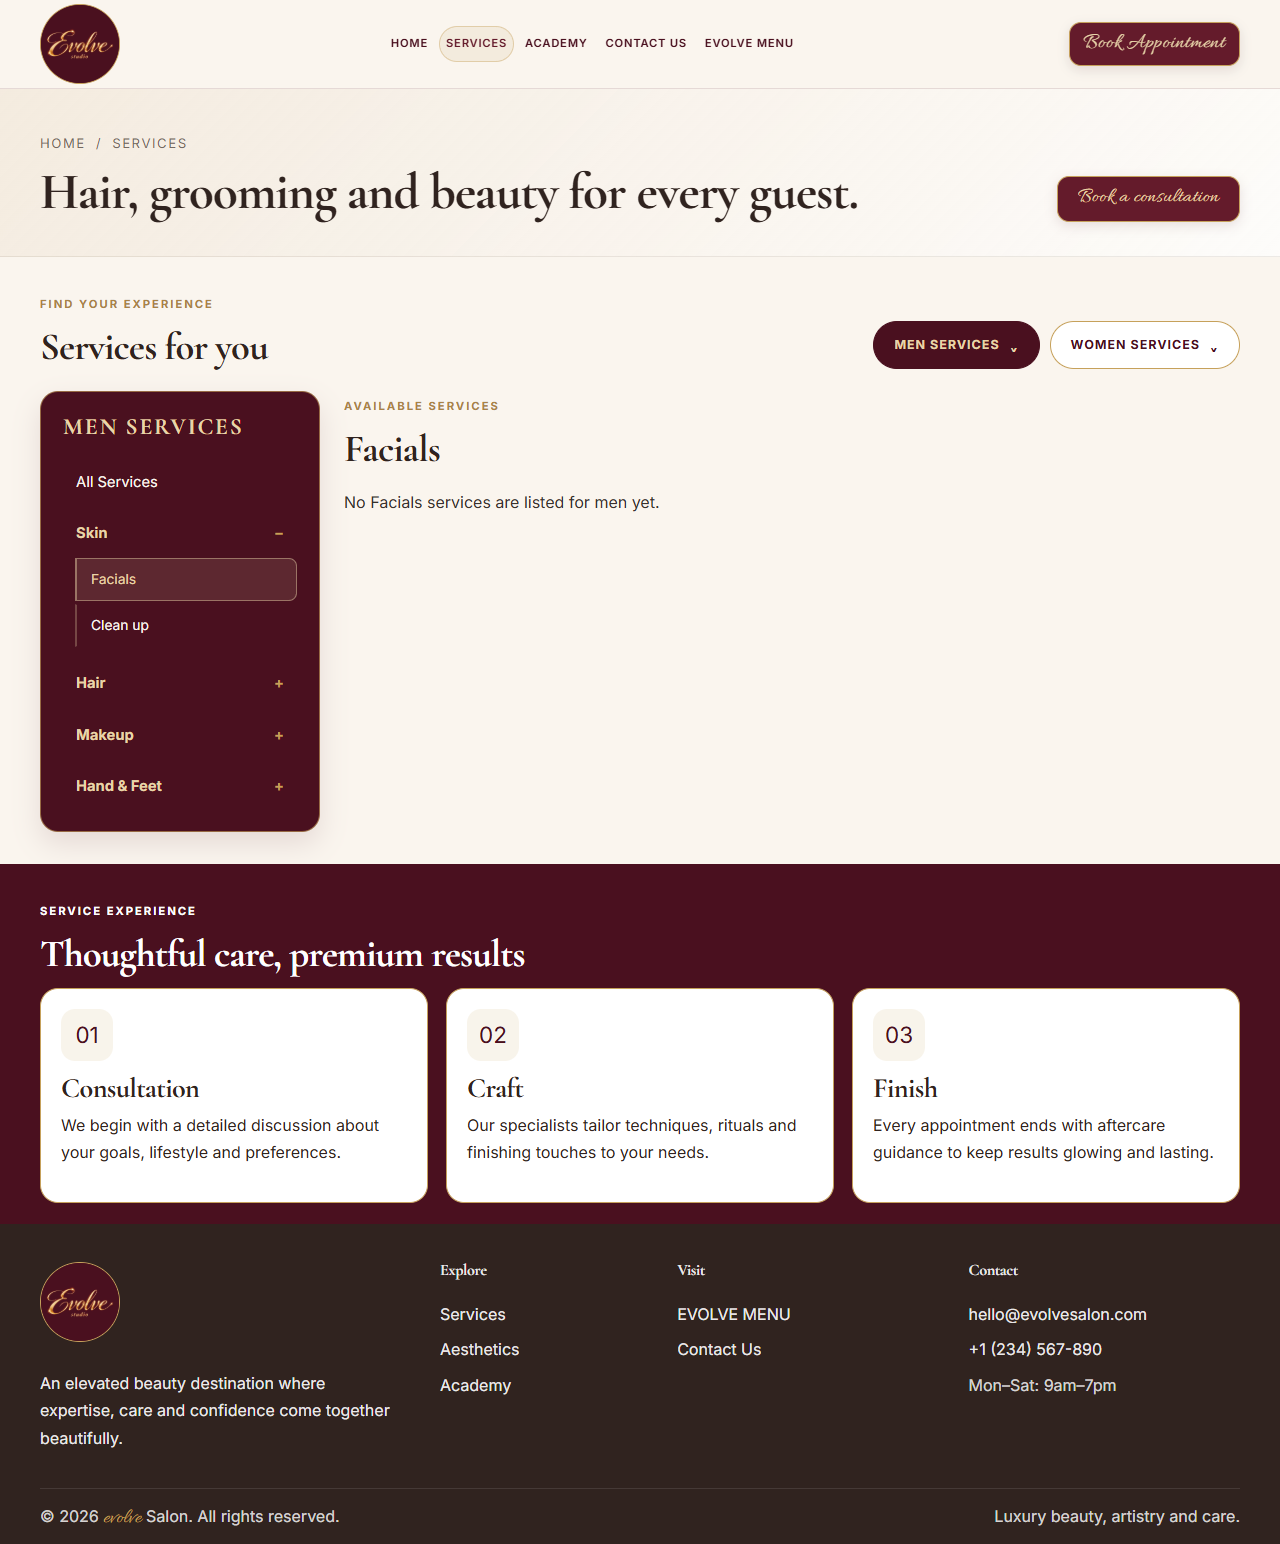 Evolve
studio
HOME
SERVICES
ACADEMY
CONTACT US
EVOLVE MENU
Book Appointment
HOME / SERVICES
Hair, grooming and beauty for every guest.
Book a consultation
FIND YOUR EXPERIENCE
Services for you
MEN SERVICES
WOMEN SERVICES
MEN SERVICES
All Services
Skin −
Facials
Clean up
Hair +
Makeup +
Hand & Feet +
AVAILABLE SERVICES
Facials
No Facials services are listed for men yet.
SERVICE EXPERIENCE
Thoughtful care, premium results
01
Consultation
We begin with a detailed discussion about
your goals, lifestyle and preferences.
02
Craft
Our specialists tailor techniques, rituals and
finishing touches to your needs.
03
Finish
Every appointment ends with aftercare
guidance to keep results glowing and lasting.
Evolve
studio
An elevated beauty destination where
expertise, care and confidence come together
beautifully.
Explore
Services
Aesthetics
Academy
Visit
EVOLVE MENU
Contact Us
Contact
hello@evolvesalon.com
+1 (234) 567-890
Mon–Sat: 9am–7pm
© 2026 evolve Salon. All rights reserved.
Luxury beauty, artistry and care.